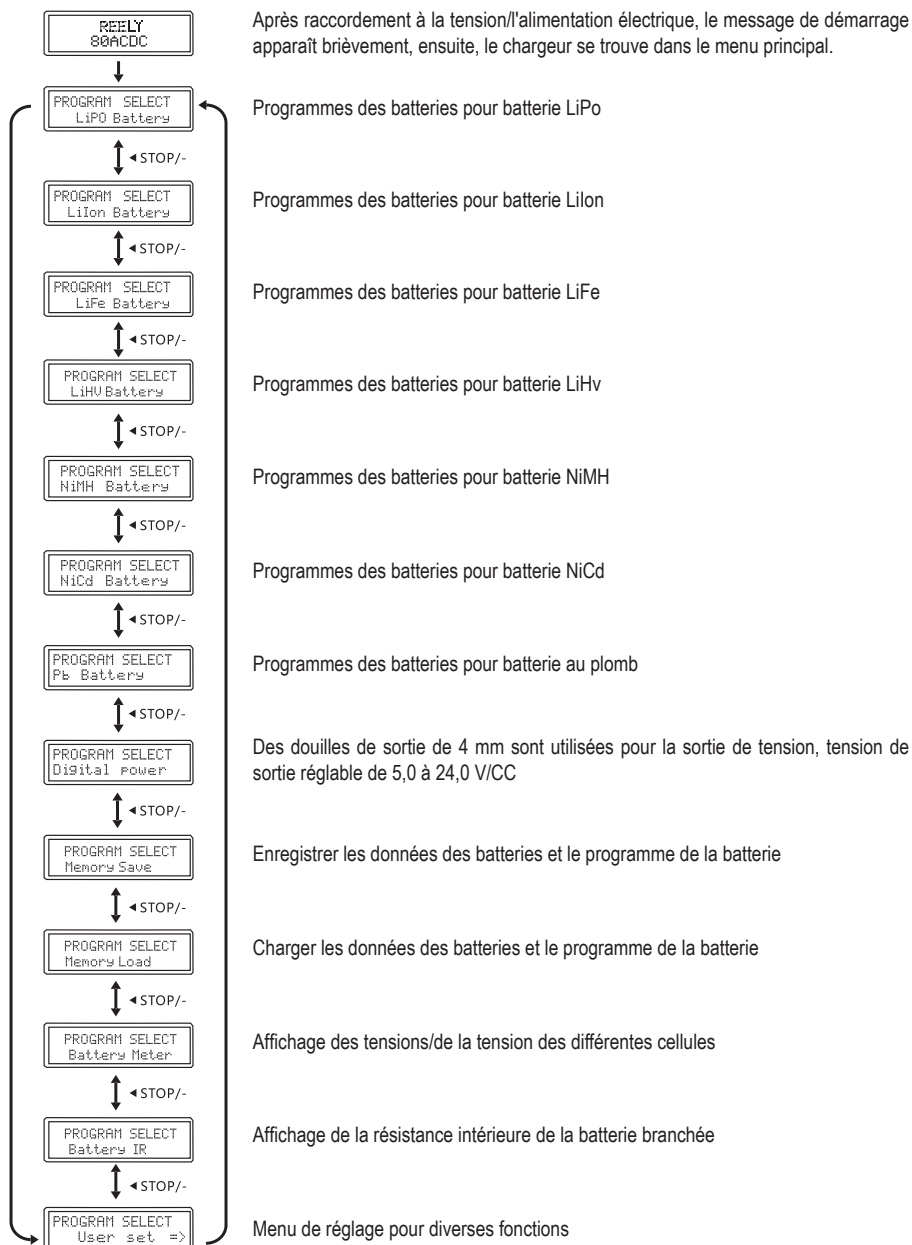 REELY
80ACDC
Après raccordement à la tension/l'alimentation électrique, le message de démarrage
apparaît brièvement, ensuite, le chargeur se trouve dans le menu principal.
PROGRAM SELECT
LiPO Battery
Programmes des batteries pour batterie LiPo
STOP/-
PROGRAM SELECT
LiIon Battery
Programmes des batteries pour batterie LiIon
STOP/-
PROGRAM SELECT
LiFe Battery
Programmes des batteries pour batterie LiFe
STOP/-
PROGRAM SELECT
LiHV Battery
Programmes des batteries pour batterie LiHv
STOP/-
PROGRAM SELECT
NiMH Battery
Programmes des batteries pour batterie NiMH
STOP/-
PROGRAM SELECT
NiCd Battery
Programmes des batteries pour batterie NiCd
STOP/-
PROGRAM SELECT
Pb Battery
Programmes des batteries pour batterie au plomb
STOP/-
PROGRAM SELECT
Digital power
Des douilles de sortie de 4 mm sont utilisées pour la sortie de tension, tension de
sortie réglable de 5,0 à 24,0 V/CC
STOP/-
PROGRAM SELECT
Memory Save
Enregistrer les données des batteries et le programme de la batterie
STOP/-
PROGRAM SELECT
Memory Load
Charger les données des batteries et le programme de la batterie
STOP/-
PROGRAM SELECT
Battery Meter
Affichage des tensions/de la tension des différentes cellules
STOP/-
PROGRAM SELECT
Battery IR
Affichage de la résistance intérieure de la batterie branchée
STOP/-
PROGRAM SELECT
User set =>
Menu de réglage pour diverses fonctions